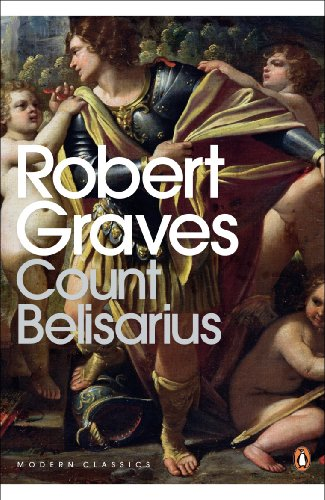 Robert
Graves
Count
Belisarius
MODERN CLASSICS